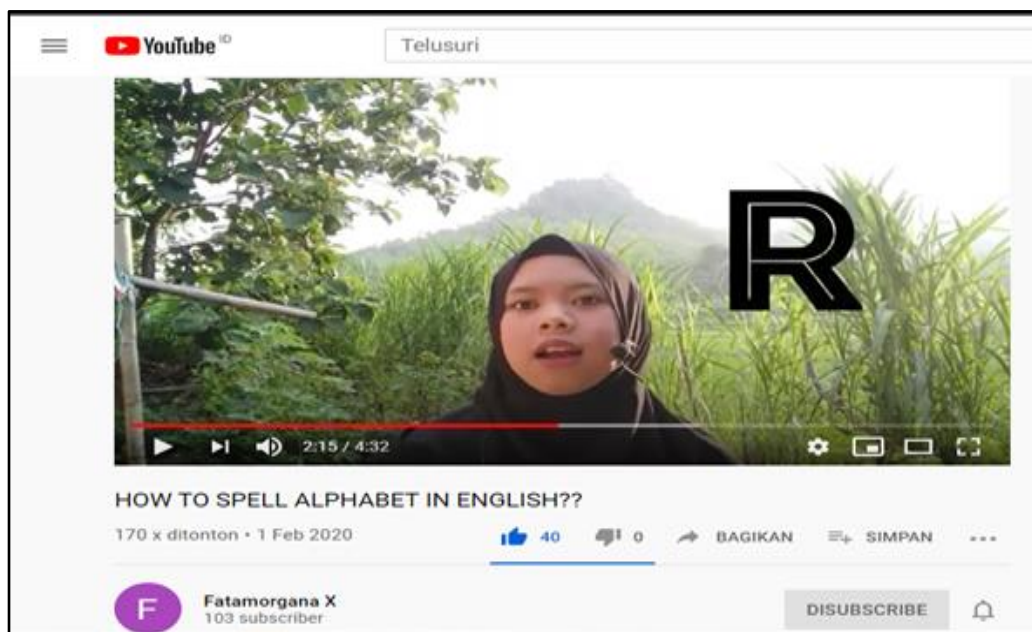 YouTube ID
Telusuri
R
2:15 / 4:32
HOW TO SPELL ALPHABET IN ENGLISH??
170 x ditonton • 1 Feb 2020
40
0
BAGIKAN
SIMPAN
F
Fatamorgana X
103 subscriber
DISUBSCRIBE